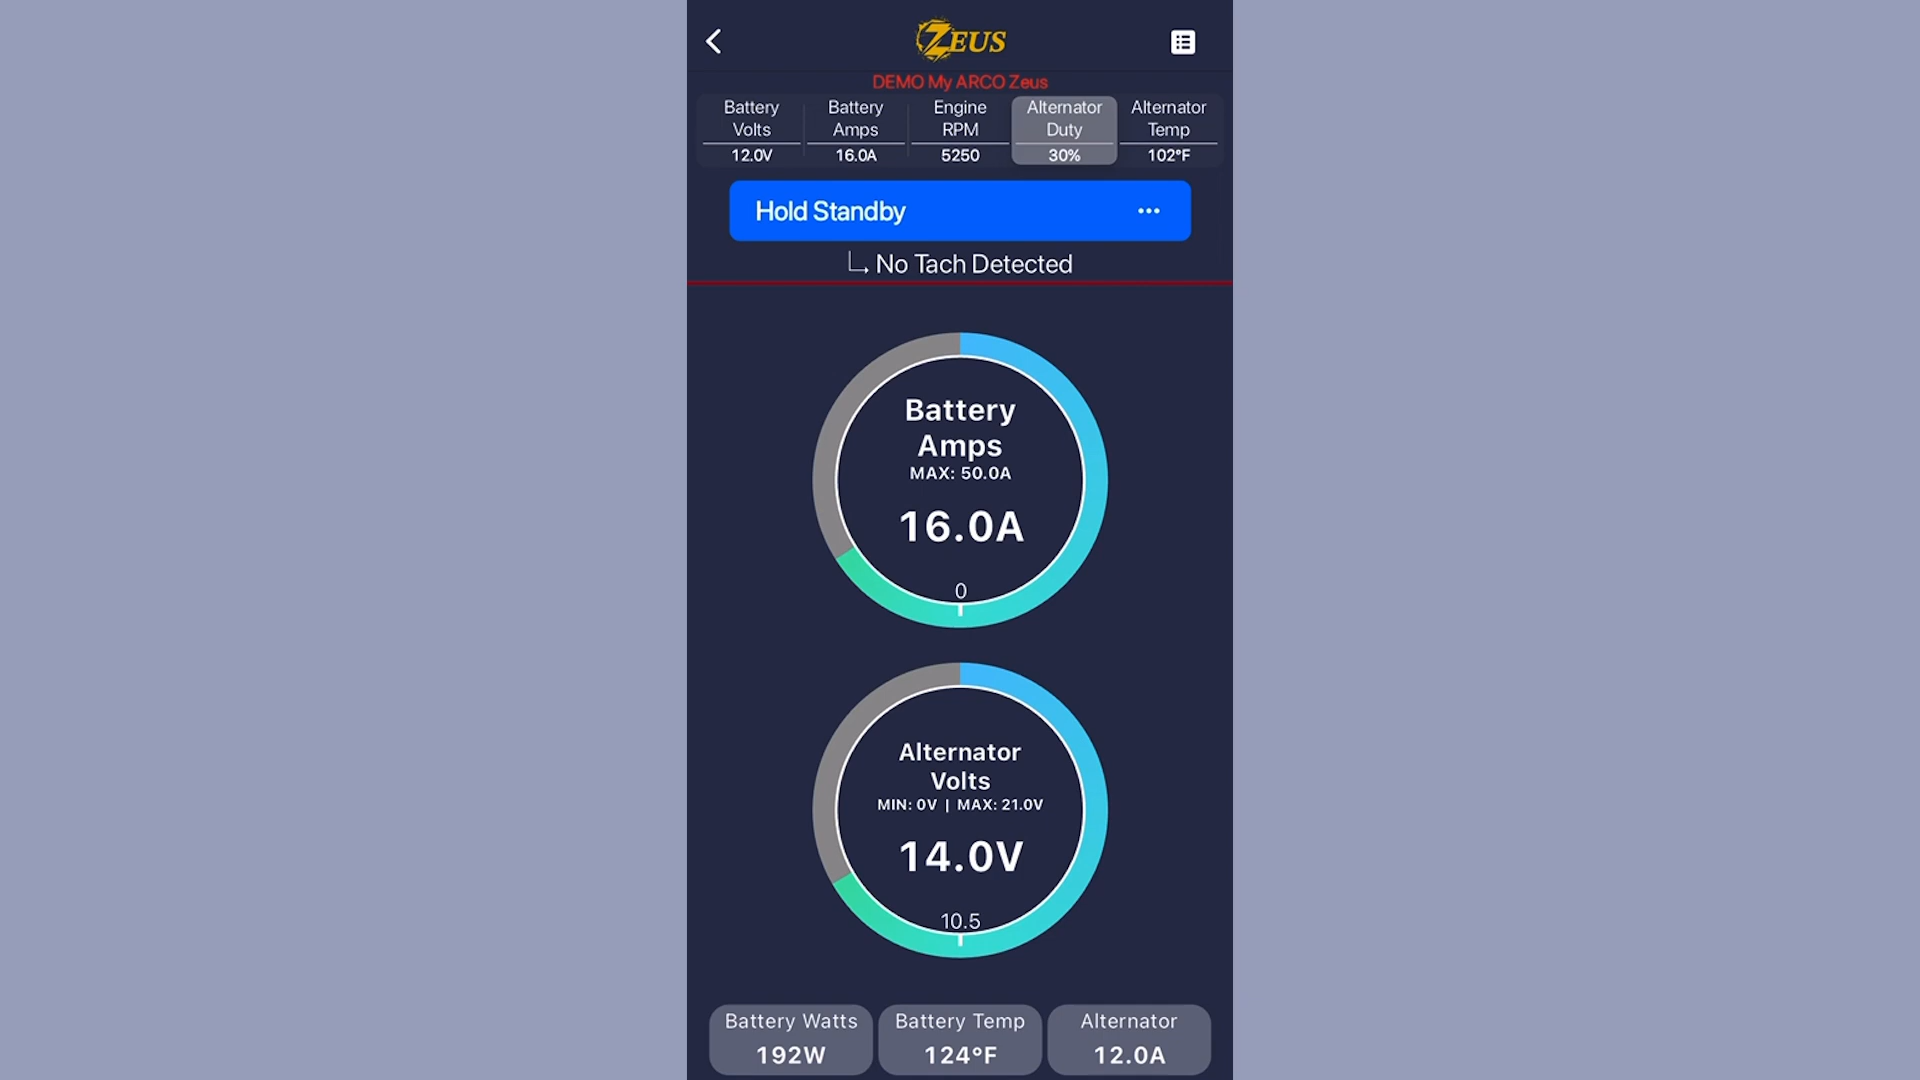 ZEUS
DEMO My ARCO Zeus
Battery Volts
12.0V
Battery Amps
16.0A
Engine RPM
5250
Alternator Duty
30%
Alternator Temp
102°F
Hold Standby ...
No Tach Detected
Battery
Amps
MAX: 50.0A
16.0A
0
Alternator
Volts
MIN: 0V | MAX: 21.0V
14.0V
10.5
Battery Watts
192W
Battery Temp
124°F
Alternator
12.0A